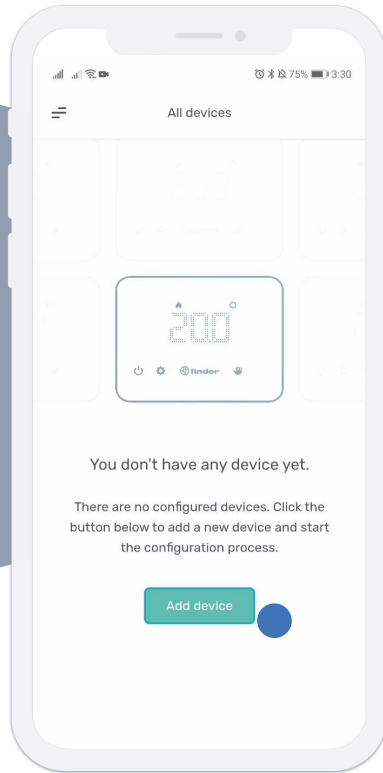 75% 3:30
All devices
20.0
finder
You don't have any device yet.
There are no configured devices. Click the
button below to add a new device and start
the configuration process.
Add device